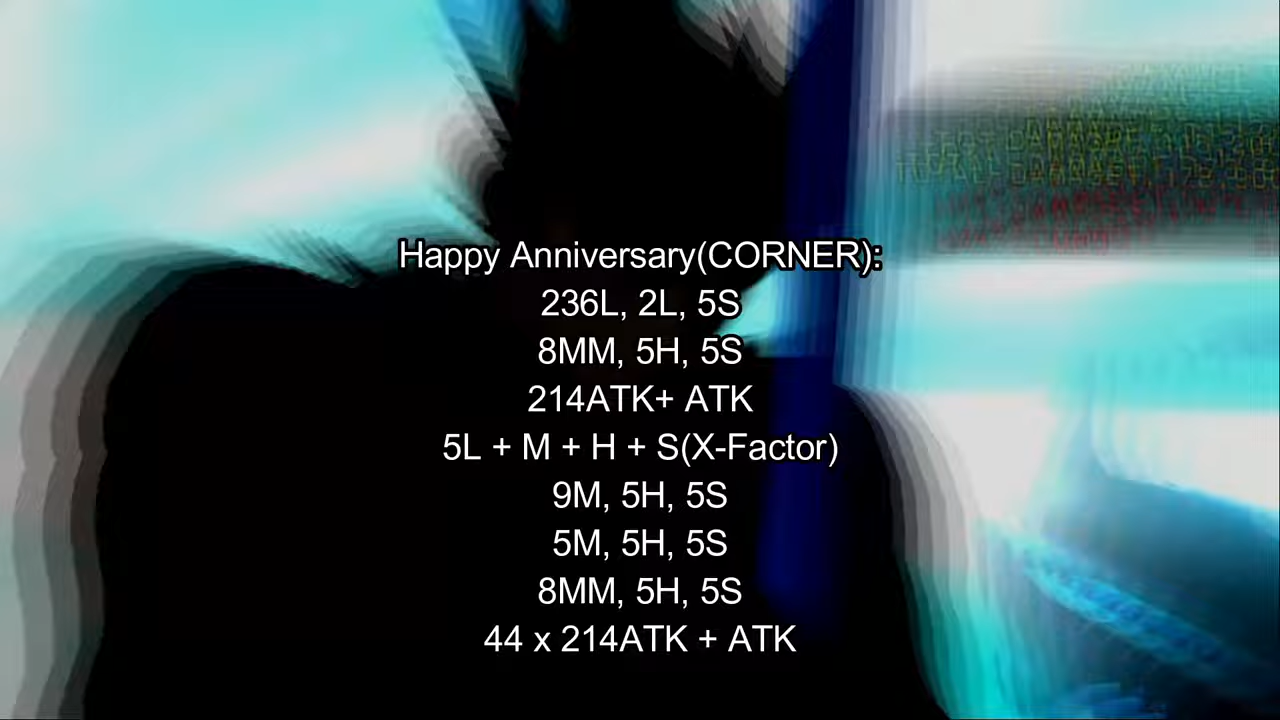 Happy Anniversary(CORNER):
236L, 2L, 5S
8MM, 5H, 5S
214ATK+ ATK
5L + M + H + S(X-Factor)
9M, 5H, 5S
5M, 5H, 5S
8MM, 5H, 5S
44 x 214ATK + ATK